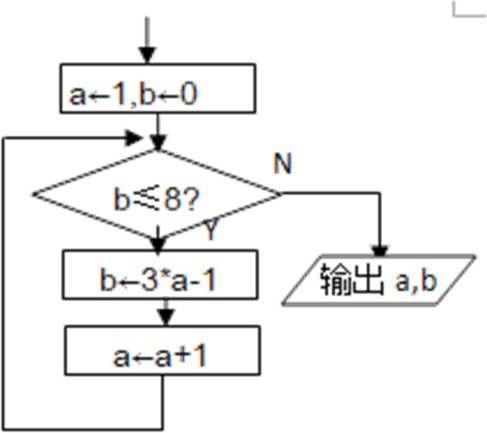 a←1,b←0
N
b≤8?
Y
b←3*a-1
输出 a,b
a←a+1